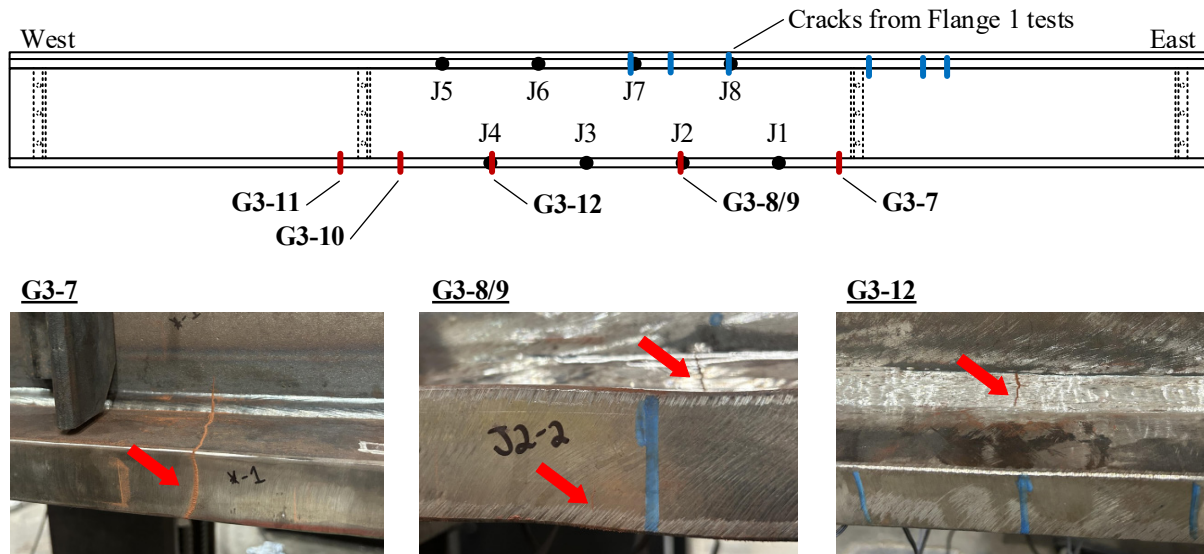 Cracks from Flange 1 tests
West
East
J5
J6
J7
J8
J4
J3
J2
J1
G3-11
G3-12
G3-8/9
G3-7
G3-10
G3-7
G3-8/9
G3-12
J2-2